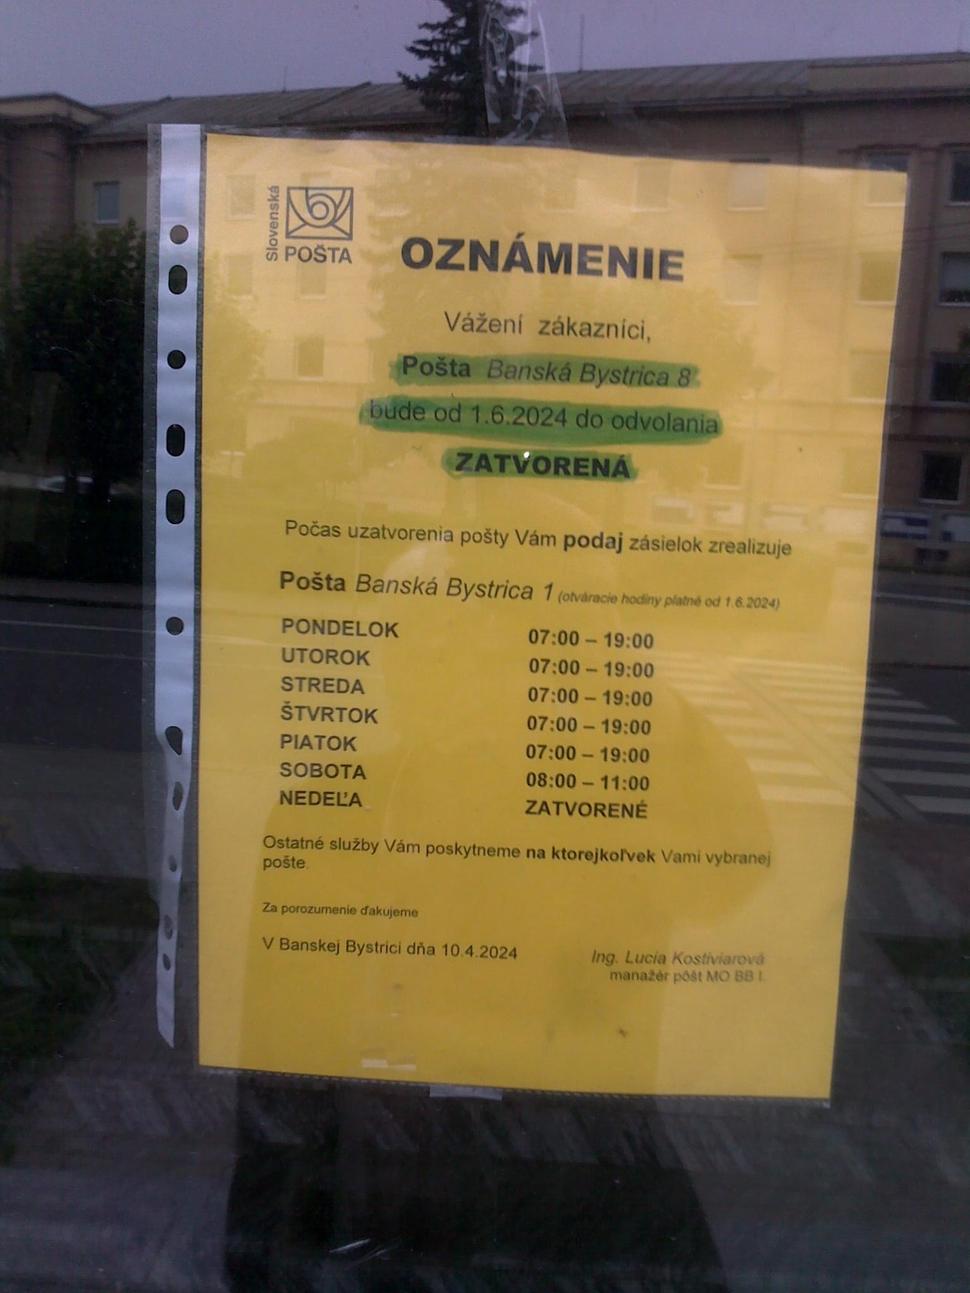 Slovenská
POŠTA
OZNÁMENIE
Vážení zákazníci,
Pošta Banská Bystrica 8
bude od 1.6.2024 do odvolania
ZATVORENÁ
Počas uzatvorenia pošty Vám podaj zásielok zrealizuje
Pošta Banská Bystrica 1 (otváracie hodiny platné od 1.6.2024)
PONDELOK 07:00 – 19:00
UTOROK 07:00 – 19:00
STREDA 07:00 – 19:00
ŠTVRTOK 07:00 – 19:00
PIATOK 07:00 – 19:00
SOBOTA 08:00 – 11:00
NEDEĽA ZATVORENÉ
Ostatné služby Vám poskytneme na ktorejkoľvek Vami vybranej
pošte.
Za porozumenie ďakujeme
V Banskej Bystrici dňa 10.4.2024
Ing. Lucia Kostiviarová
manažér pôšt MO BB I.